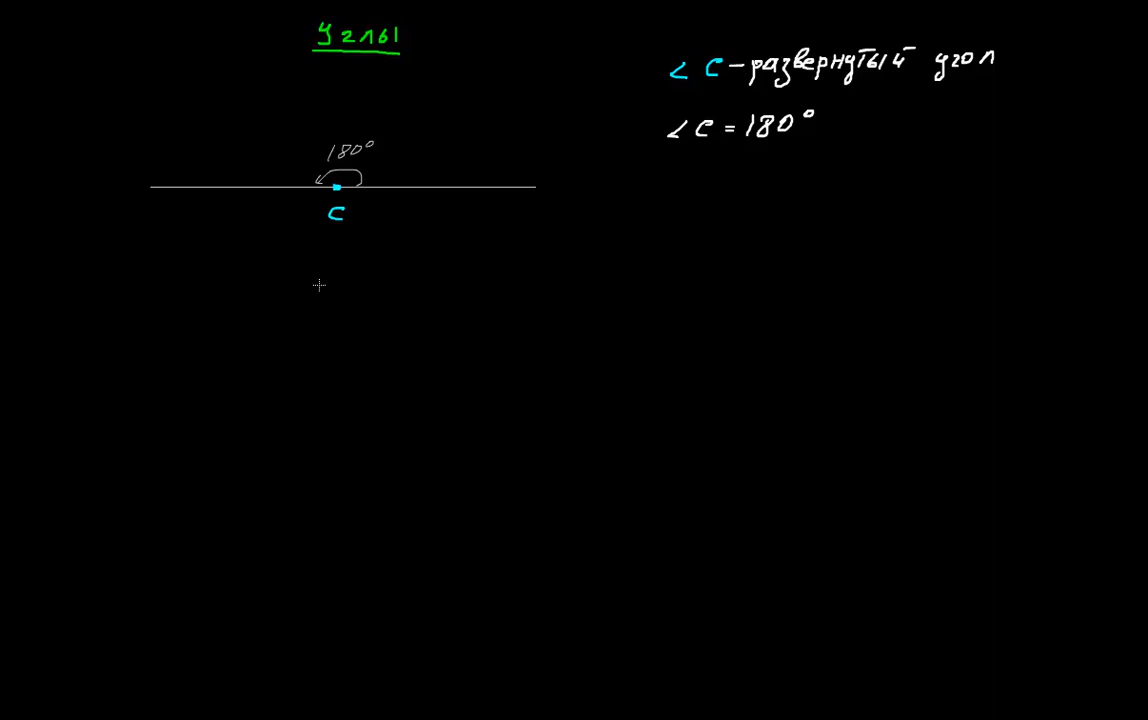 Углы
∠ C – развернутый угол
∠ C = 180°
180°
C